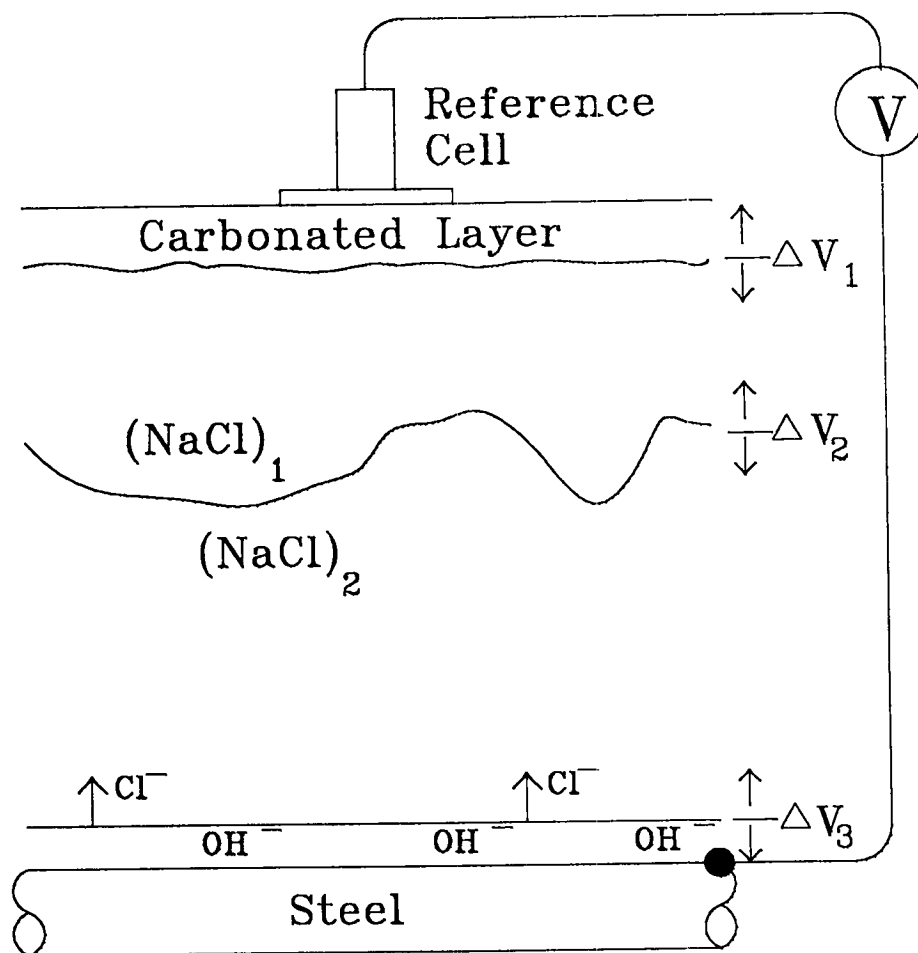 Reference
Cell
V
Carbonated Layer
△ V₁
(NaCl)₁
△ V₂
(NaCl)₂
Cl⁻ Cl⁻
OH⁻ OH⁻ OH⁻ △ V₃
Steel